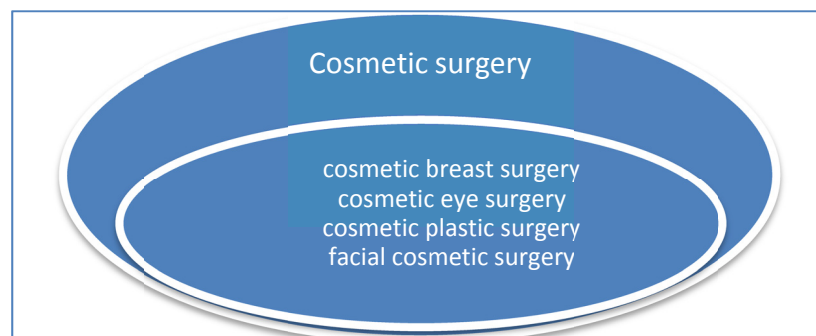 Cosmetic surgery
cosmetic breast surgery
cosmetic eye surgery
cosmetic plastic surgery
facial cosmetic surgery